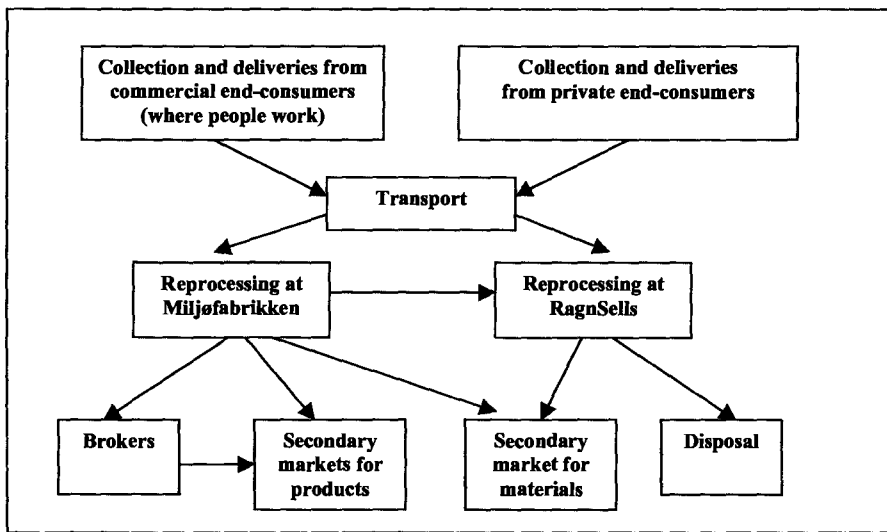 Collection and deliveries from
commercial end-consumers
(where people work)
Collection and deliveries
from private end-consumers
Transport
Reprocessing at
Miljøfabrikken
Reprocessing at
RagnSells
Brokers
Secondary
markets for
products
Secondary
market for
materials
Disposal